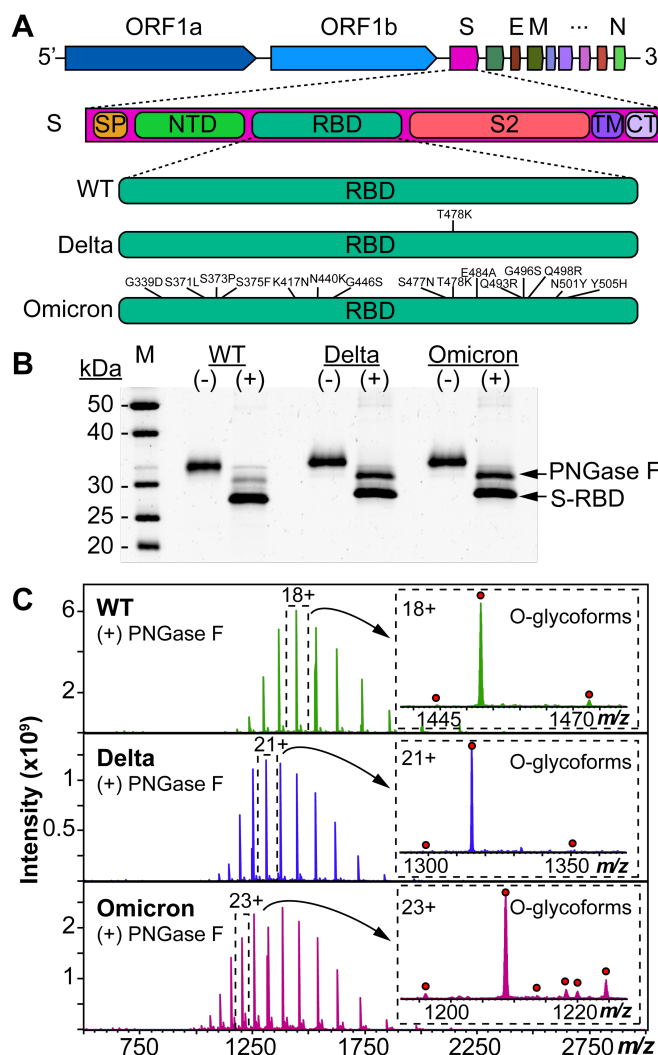 A
ORF1a ORF1b S E M ... N
5’ 3
S SP NTD RBD S2 TM CT
WT RBD
T478K
Delta RBD
G339D S371L S373P S375F K417N N440K G446S S477N T478K E484A Q493R G496S Q498R N501Y Y505H
Omicron RBD
B
kDa M WT Delta Omicron
(-) (+) (-) (+) (-) (+)
50 -
40 -
30 -
25 -
20 -
PNGase F
S-RBD
C
Intensity (x10⁹)
WT
(+) PNGase F
18+
6
2
18+ O-glycoforms
1445 1470 m/z
Delta
(+) PNGase F
21+
1
0.5
21+ O-glycoforms
1300 1350 m/z
Omicron
(+) PNGase F
23+
2
1
23+ O-glycoforms
1200 1220 m/z
750 1250 1750 2250 2750 m/z